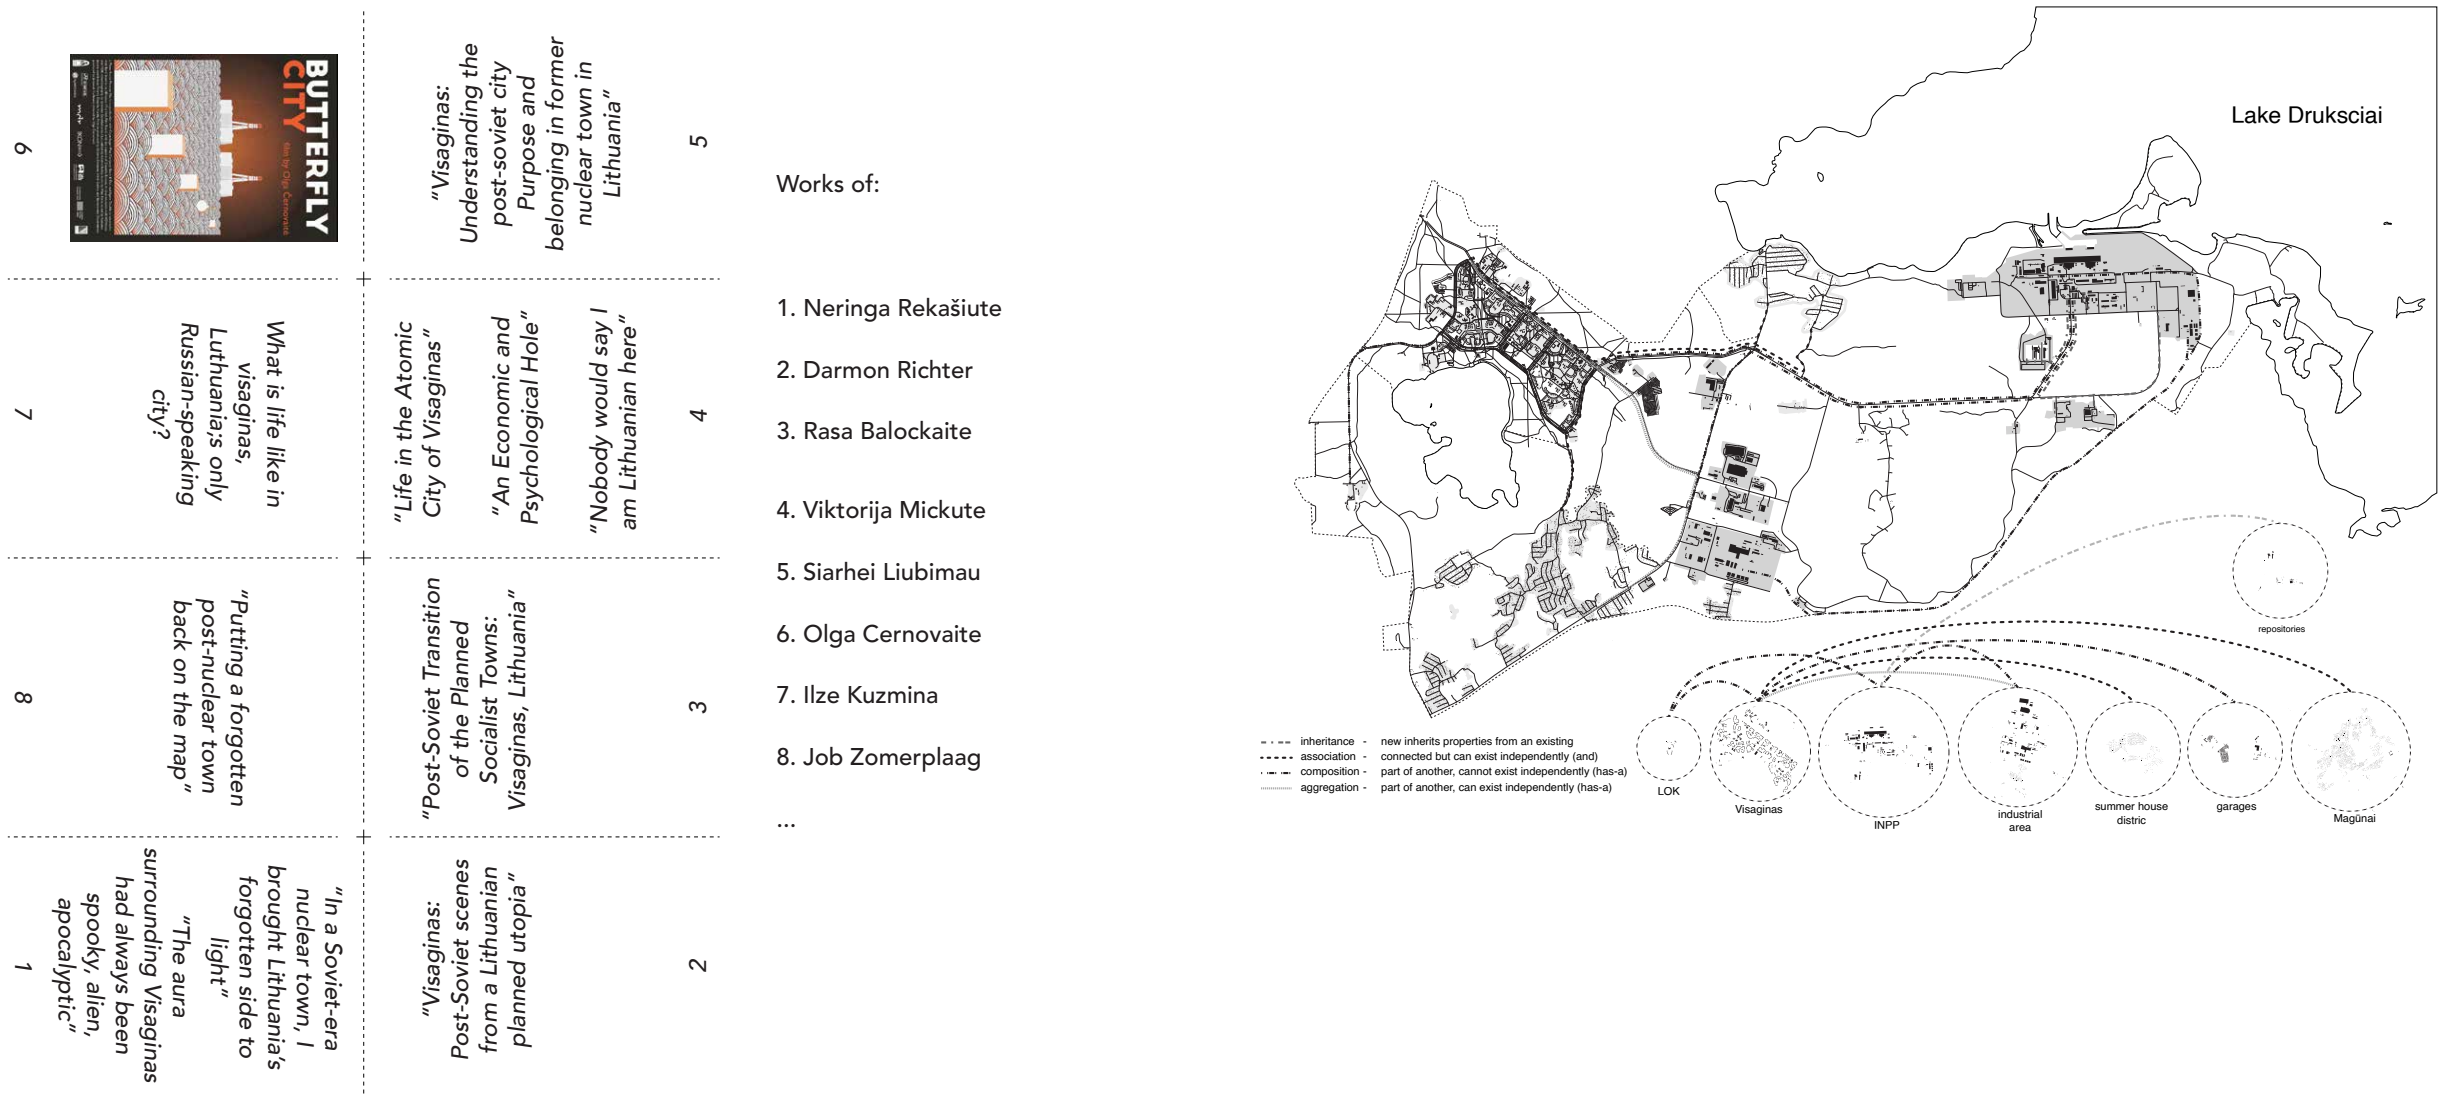 BUTTERFLY
CITY
film by Olga Černovaitė
6
"Visaginas:
Understanding the
post-soviet city
Purpose and
belonging in former
nuclear town in
Lithuania"
5
What is life like in
visaginas,
Luthuania;s only
Russian-speaking
city?
7
"Life in the Atomic
City of Visaginas"
"An Economic and
Psychological Hole"
"Nobody would say I
am Lithuanian here"
4
"Putting a forgotten
post-nuclear town
back on the map"
8
"Post-Soviet Transition
of the Planned
Socialist Towns:
Visaginas, Lithuania"
3
"In a Soviet-era
nuclear town, I
brought Lithuania's
forgotten side to
light"
"The aura
surrounding Visaginas
had always been
spooky, alien,
apocalyptic"
1
"Visaginas:
Post-Soviet scenes
from a Lithuanian
planned utopia"
2
Works of:
1. Neringa Rekašiute
2. Darmon Richter
3. Rasa Balockaite
4. Viktorija Mickute
5. Siarhei Liubimau
6. Olga Cernovaite
7. Ilze Kuzmina
8. Job Zomerplaag
...
Lake Druksciai
repositories
inheritance - new inherits properties from an existing
association - connected but can exist independently (and)
composition - part of another, cannot exist independently (has-a)
aggregation - part of another, can exist independently (has-a)
LOK
Visaginas
INPP
industrial
area
summer house
distric
garages
Magūnai